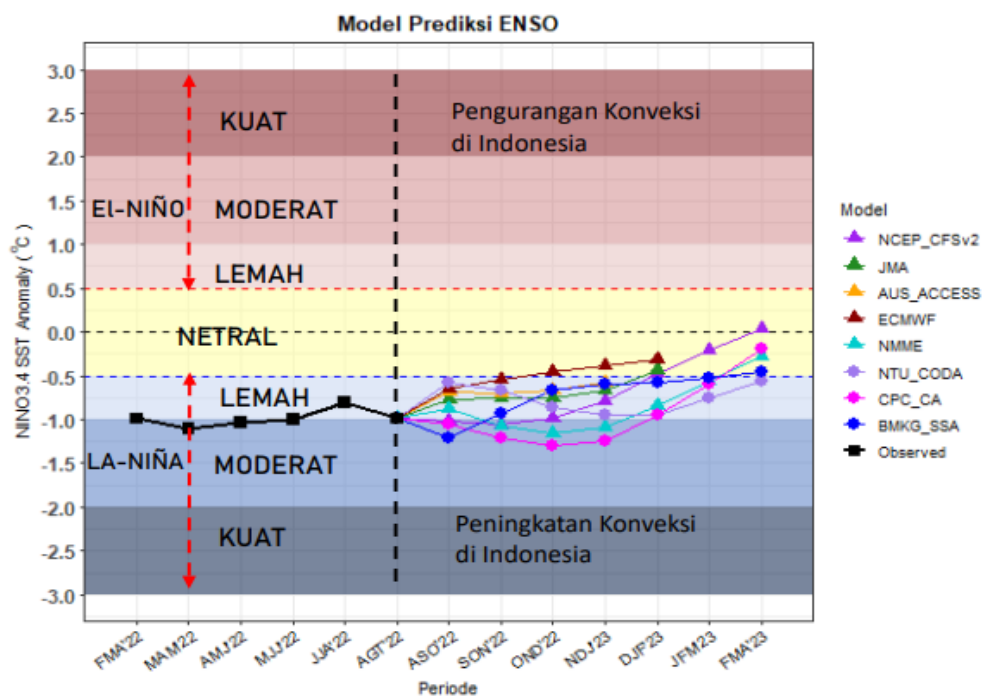 Model Prediksi ENSO
NINO3.4 SST Anomaly (°C)
3.0
2.5
2.0
1.5
1.0
0.5
0.0
-0.5
-1.0
-1.5
-2.0
-2.5
-3.0
KUAT
Pengurangan Konveksi
di Indonesia
El-NIÑO
MODERAT
LEMAH
NETRAL
LEMAH
LA-NIÑA
MODERAT
KUAT
Peningkatan Konveksi
di Indonesia
FMA'22
MAM'22
AMJ'22
MJJ'22
JJA'22
AGT'22
ASO'22
SON'22
OND'22
NDJ'23
DJF'23
JFM'23
FMA'23
Periode
Model
NCEP_CFSv2
JMA
AUS_ACCESS
ECMWF
NMME
NTU_CODA
CPC_CA
BMKG_SSA
Observed